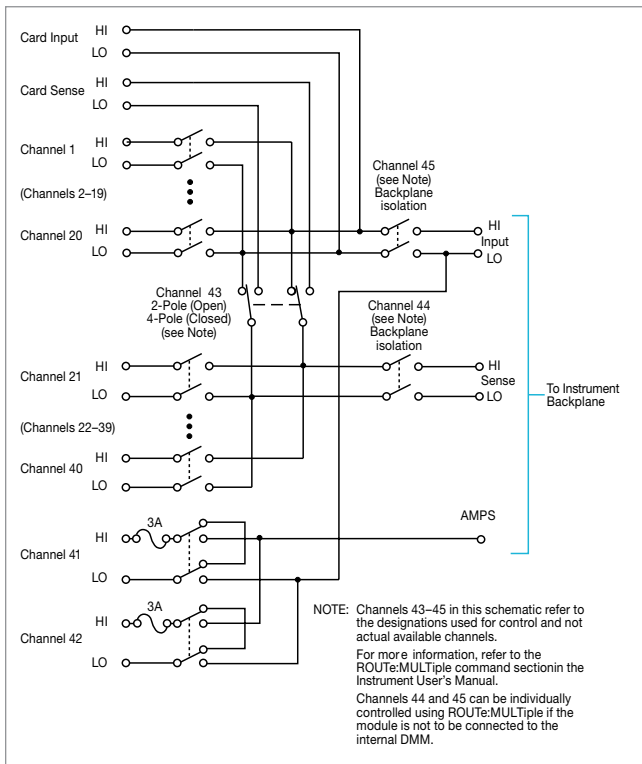 Card Input HI
LO
Card Sense HI
LO
Channel 1 HI
LO
(Channels 2–19)
Channel 20 HI
LO
Channel 45
(see Note)
Backplane
isolation
HI
Input
LO
Channel 43
2-Pole (Open)
4-Pole (Closed)
(see Note)
Channel 44
(see Note)
Backplane
isolation
Channel 21 HI
LO
HI
Sense
LO
To Instrument
Backplane
(Channels 22–39)
Channel 40 HI
LO
AMPS
3A
Channel 41 HI
LO
3A
Channel 42 HI
LO
NOTE: Channels 43–45 in this schematic refer to
the designations used for control and not
actual available channels.
For more information, refer to the
ROUTe:MULTiple command sectionin the
Instrument User's Manual.
Channels 44 and 45 can be individually
controlled using ROUTe:MULTiple if the
module is not to be connected to the
internal DMM.